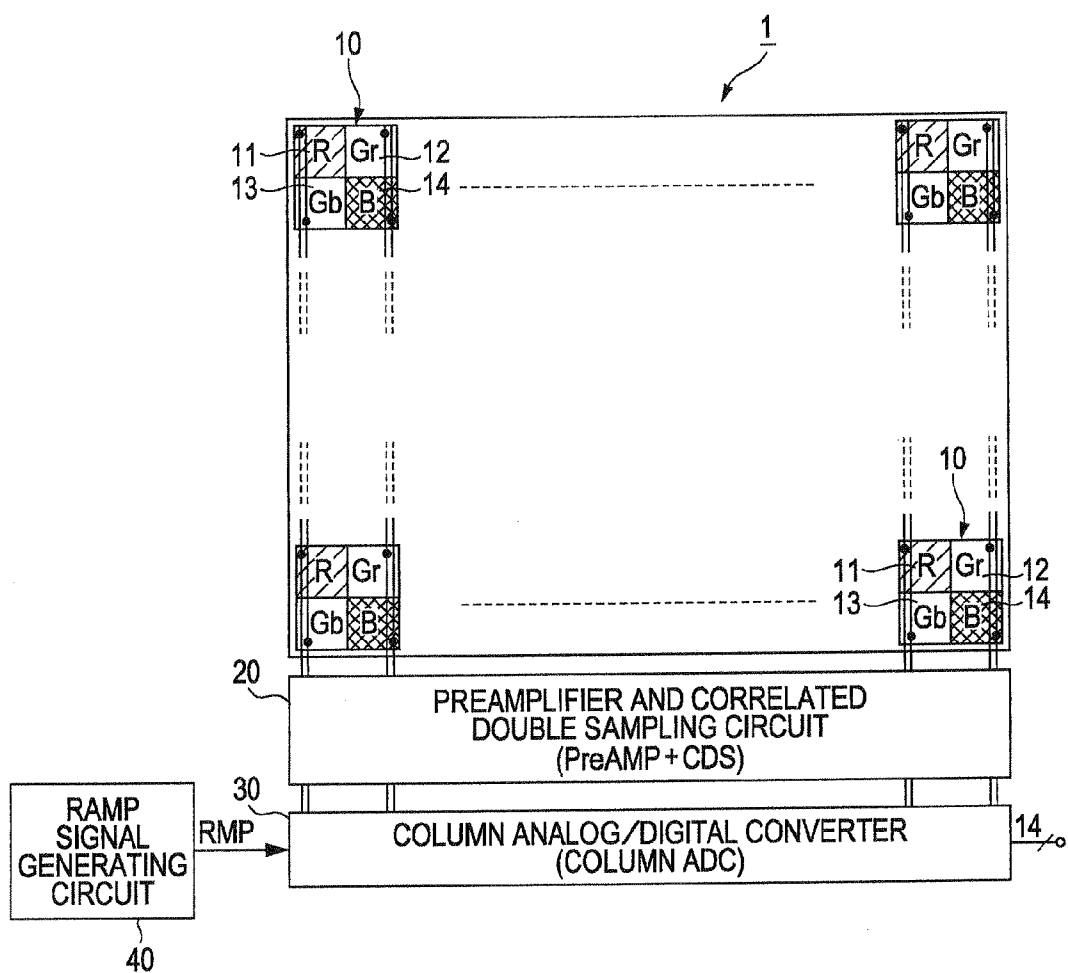 1
10
11 R Gr 12
13 Gb B 14
R Gr
Gb B
10
R Gr
Gb B
11 R Gr 12
13 Gb B 14
20
PREAMPLIFIER AND CORRELATED
DOUBLE SAMPLING CIRCUIT
(PreAMP+CDS)
30
RAMP
SIGNAL
GENERATING
CIRCUIT
RMP
COLUMN ANALOG/DIGITAL CONVERTER
(COLUMN ADC)
14
40